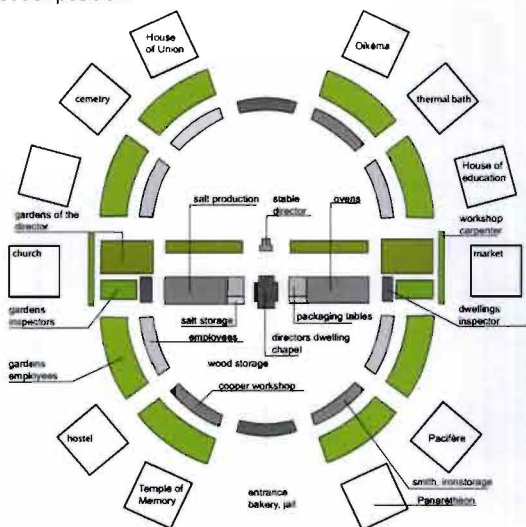 House
of Union
Oikéma
cemetry
thermal bath
House of
education
salt production
stable
director
ovens
gardens of the
director
workshop
carpenter
church
market
gardens
inspectors
salt storage
employees
packaging tables
directors dwelling
chapel
dwellings
inspector
wood storage
gardens
employees
cooper workshop
hostel
Pacifère
Temple of
Memory
entrance
bakery, jail
smith, ironstorage
Panarétheon